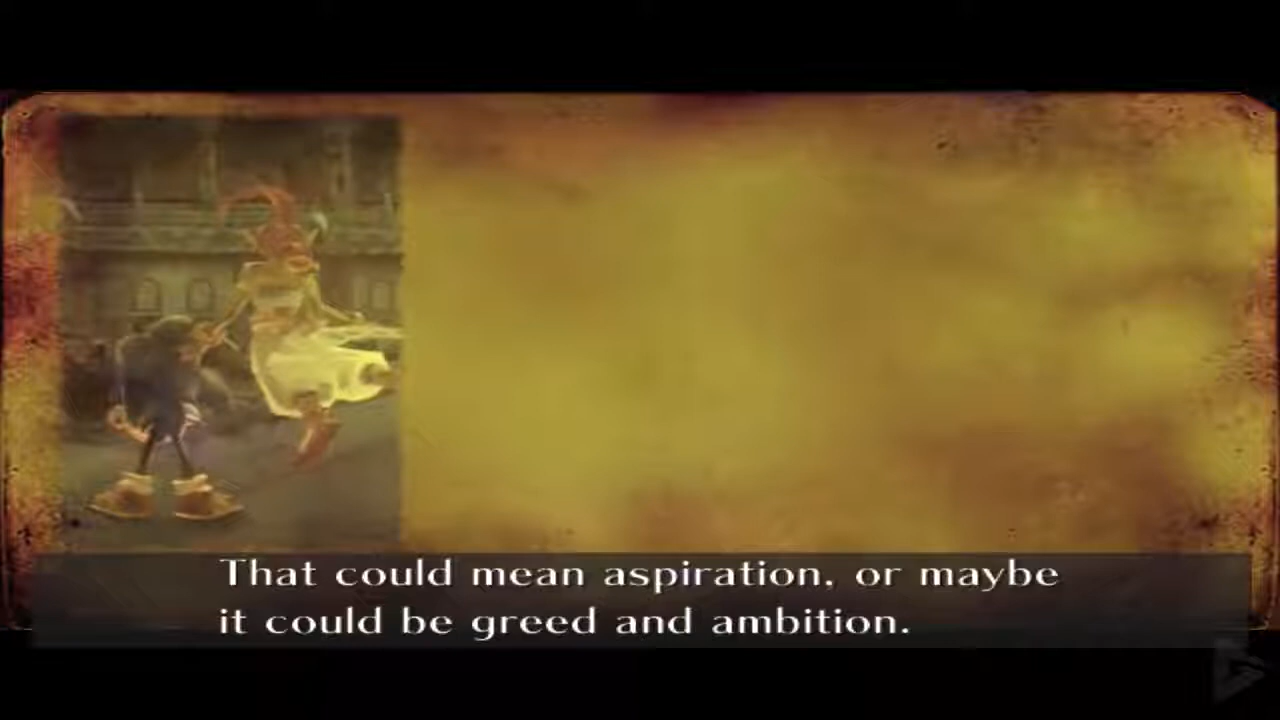 That could mean aspiration, or maybe
it could be greed and ambition.